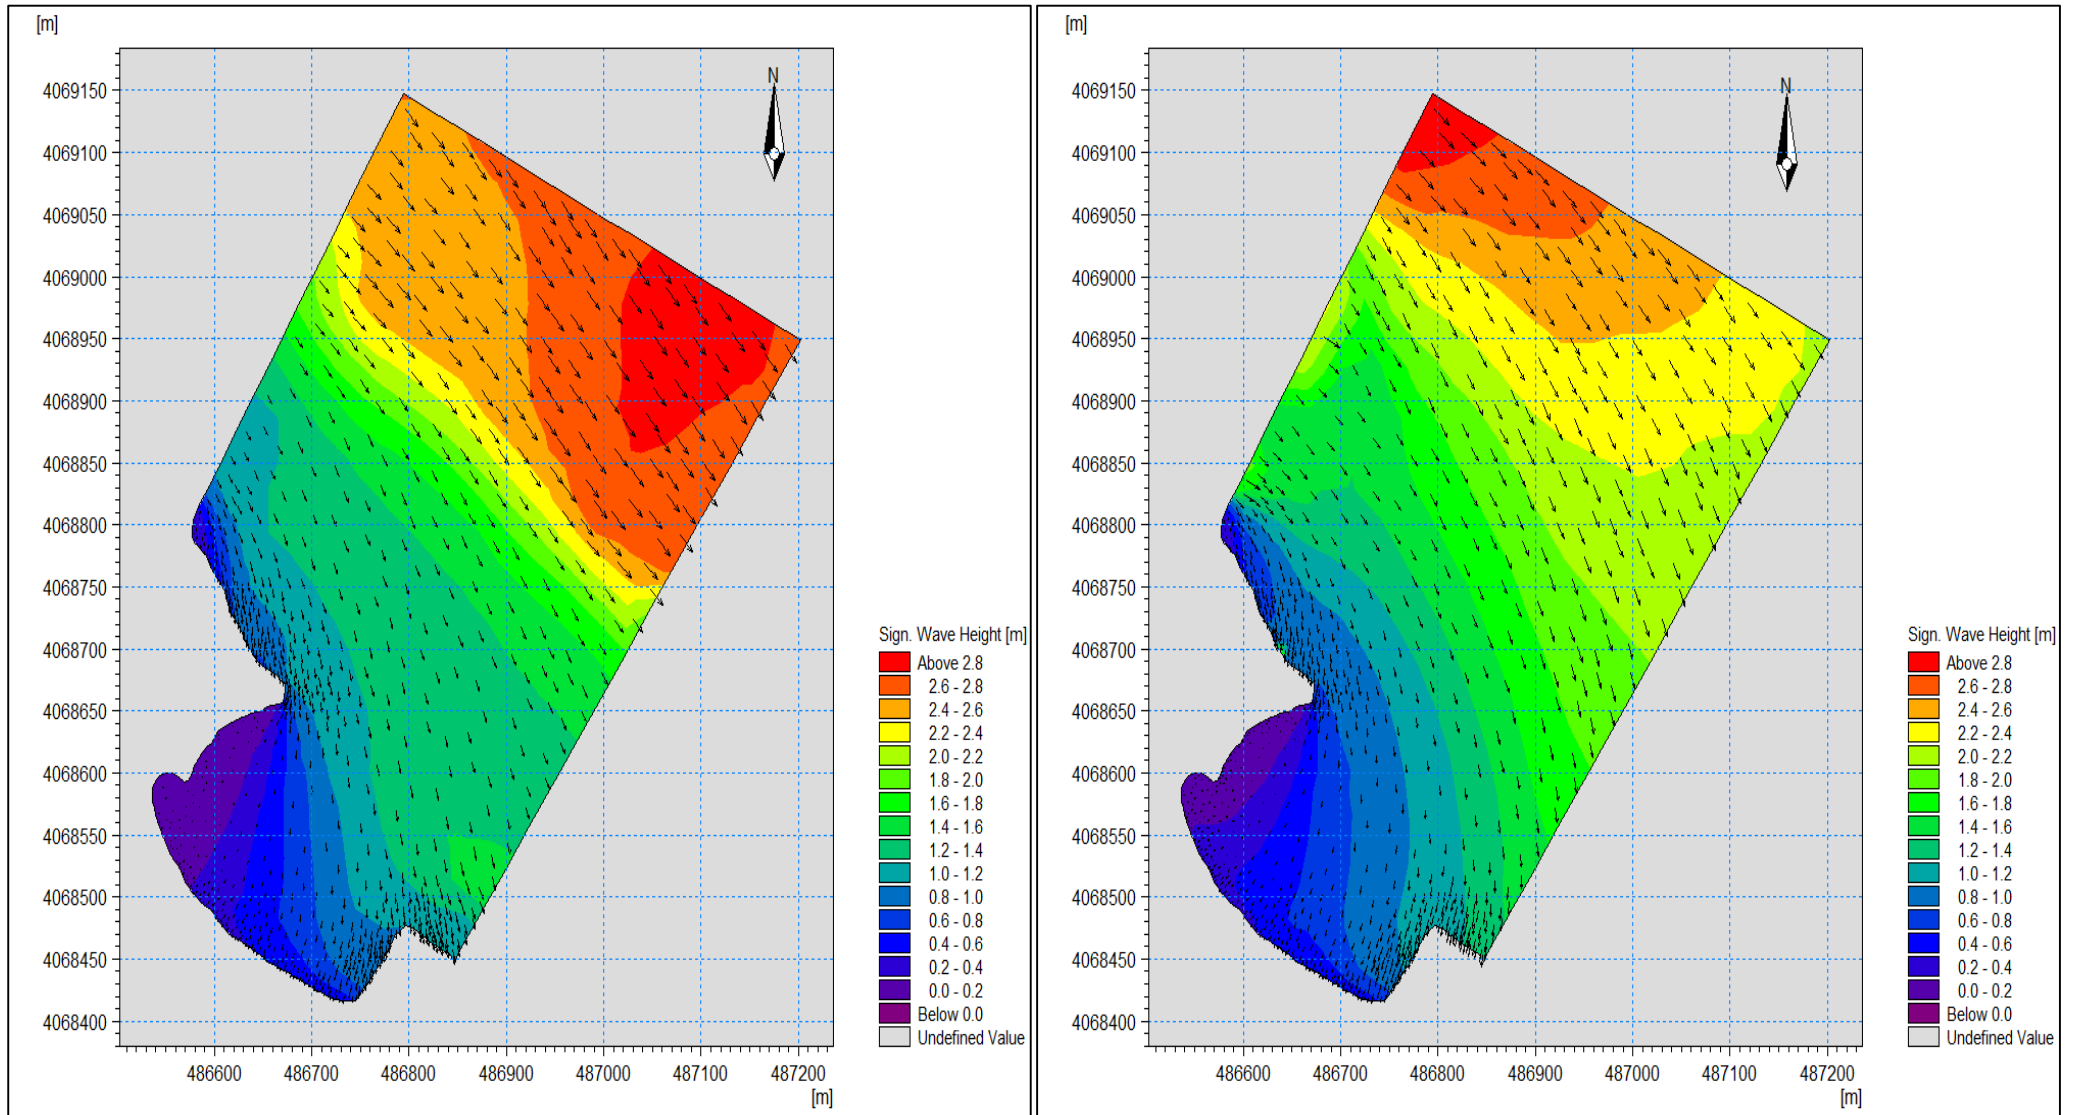 [m]
N
4069150
4069100
4069050
4069000
4068950
4068900
4068850
4068800
4068750
4068700
4068650
4068600
4068550
4068500
4068450
4068400
486600 486700 486800 486900 487000 487100 487200
[m]
Sign. Wave Height [m]
Above 2.8
2.6 - 2.8
2.4 - 2.6
2.2 - 2.4
2.0 - 2.2
1.8 - 2.0
1.6 - 1.8
1.4 - 1.6
1.2 - 1.4
1.0 - 1.2
0.8 - 1.0
0.6 - 0.8
0.4 - 0.6
0.2 - 0.4
0.0 - 0.2
Below 0.0
Undefined Value
[m]
N
4069150
4069100
4069050
4069000
4068950
4068900
4068850
4068800
4068750
4068700
4068650
4068600
4068550
4068500
4068450
4068400
486600 486700 486800 486900 487000 487100 487200
[m]
Sign. Wave Height [m]
Above 2.8
2.6 - 2.8
2.4 - 2.6
2.2 - 2.4
2.0 - 2.2
1.8 - 2.0
1.6 - 1.8
1.4 - 1.6
1.2 - 1.4
1.0 - 1.2
0.8 - 1.0
0.6 - 0.8
0.4 - 0.6
0.2 - 0.4
0.0 - 0.2
Below 0.0
Undefined Value